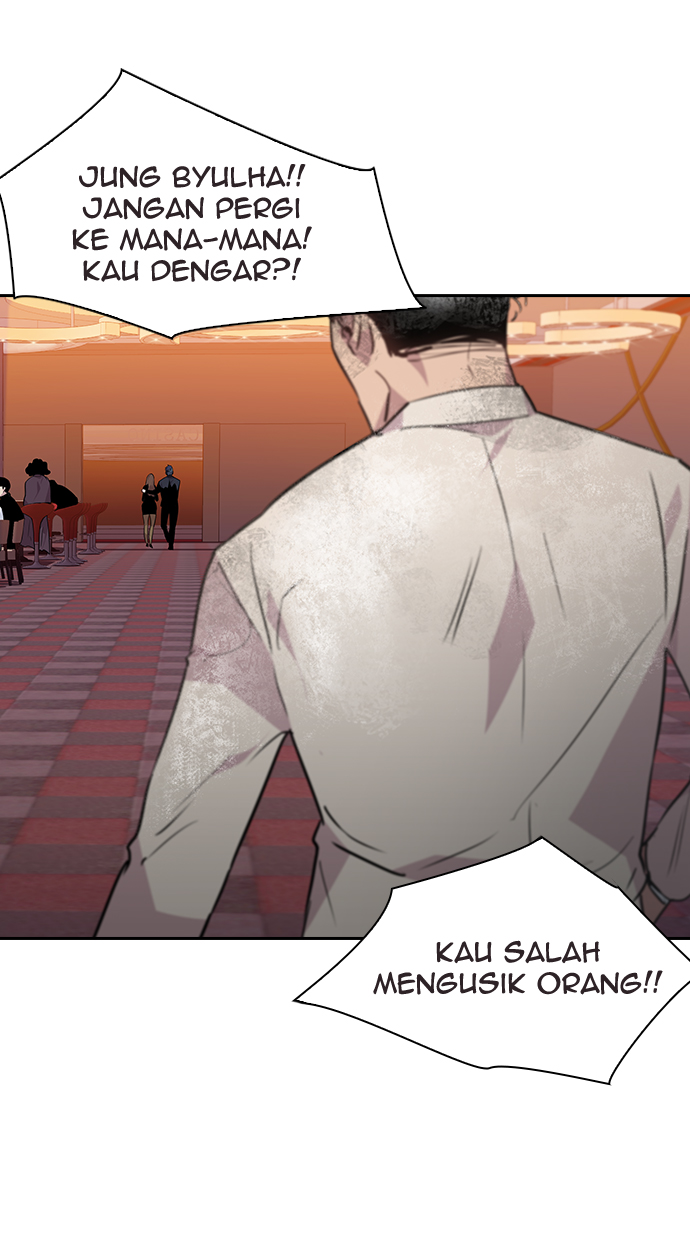 JUNG BYULHA!!
JANGAN PERGI
KE MANA-MANA!
KAU DENGAR?!
KAU SALAH
MENGUSIK ORANG!!